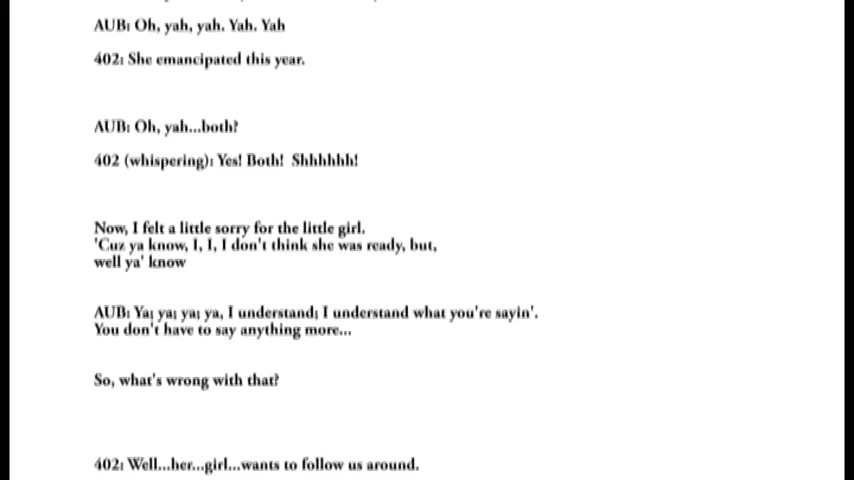 AUB: Oh, yah, yah. Yah. Yah
402: She emancipated this year.
AUB: Oh, yah...both?
402 (whispering): Yes! Both! Shhhhhh!
Now, I felt a little sorry for the little girl.
'Cuz ya know, I, I, I don't think she was ready, but,
well ya' know
AUB: Ya; ya; ya; ya, I understand; I understand what you're sayin'.
You don't have to say anything more...
So, what's wrong with that?
402: Well...her...girl...wants to follow us around.